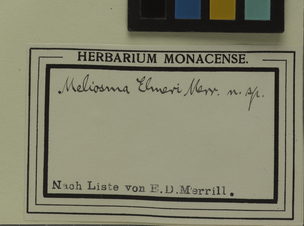 HERBARIUM MONACENSE.
Meliosma Elmeri Merr. n. sp.
Nach Liste von E.D.Merrill.